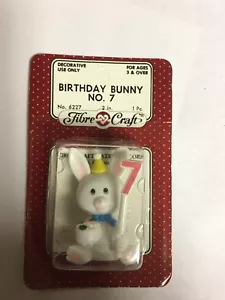 DECORATIVE FOR AGES
USE ONLY 3 & OVER
BIRTHDAY BUNNY
NO. 7
No. 6227 2 in. 1 Pc.
Fibre Craft®
7